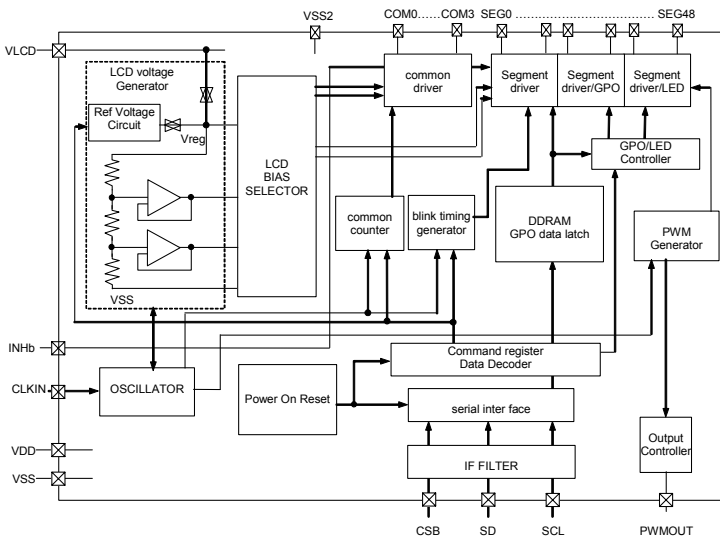 VSS2
COM0......COM3
SEG0 ................................ SEG48
VLCD
LCD voltage
Generator
Ref Voltage
Circuit
Vreg
LCD
BIAS
SELECTOR
common
driver
Segment
driver
Segment
driver/GPO
Segment
driver/LED
GPO/LED
Controller
common
counter
blink timing
generator
DDRAM
GPO data latch
PWM
Generator
VSS
INHb
CLKIN
OSCILLATOR
Command register
Data Decoder
Power On Reset
serial inter face
VDD
VSS
IF FILTER
Output
Controller
CSB
SD
SCL
PWMOUT